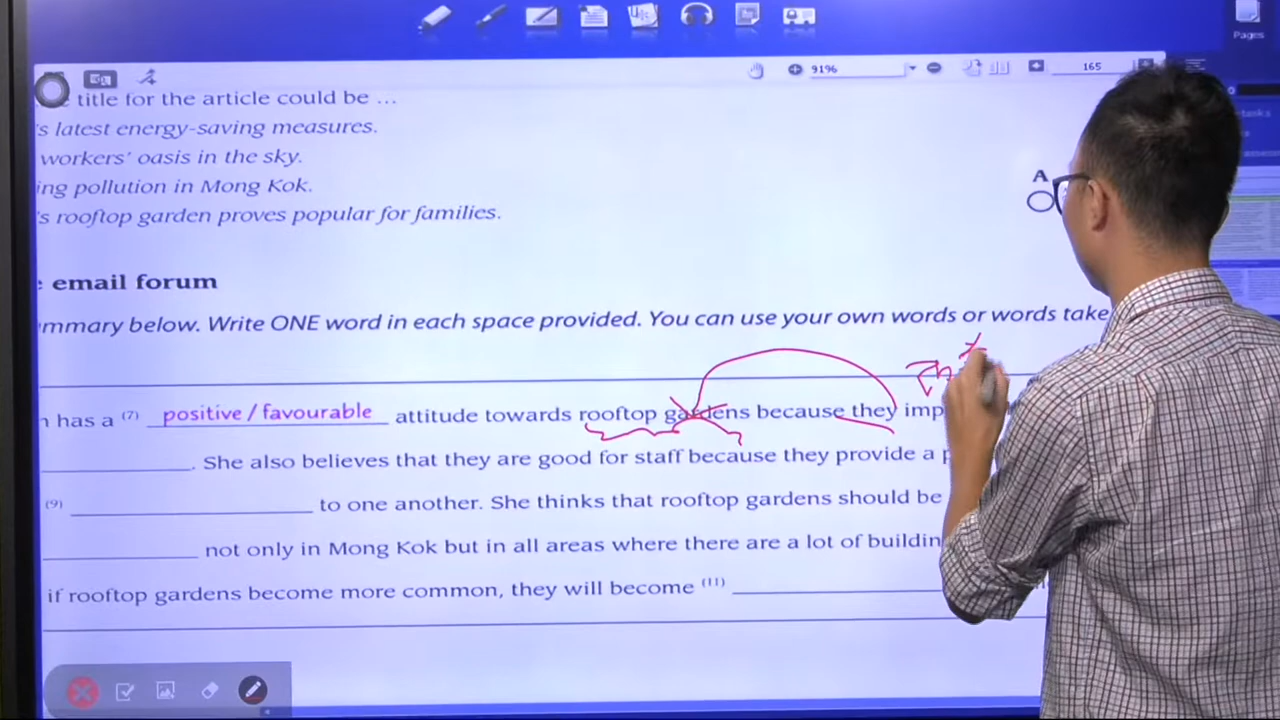 Pages
91%
165
title for the article could be ...
's latest energy-saving measures.
workers' oasis in the sky.
ing pollution in Mong Kok.
's rooftop garden proves popular for families.
A
email forum
mmary below. Write ONE word in each space provided. You can use your own words or words take
has a (7) positive / favourable attitude towards rooftop gardens because they imp
. She also believes that they are good for staff because they provide a p
(9) to one another. She thinks that rooftop gardens should be
not only in Mong Kok but in all areas where there are a lot of buildin
if rooftop gardens become more common, they will become (11)